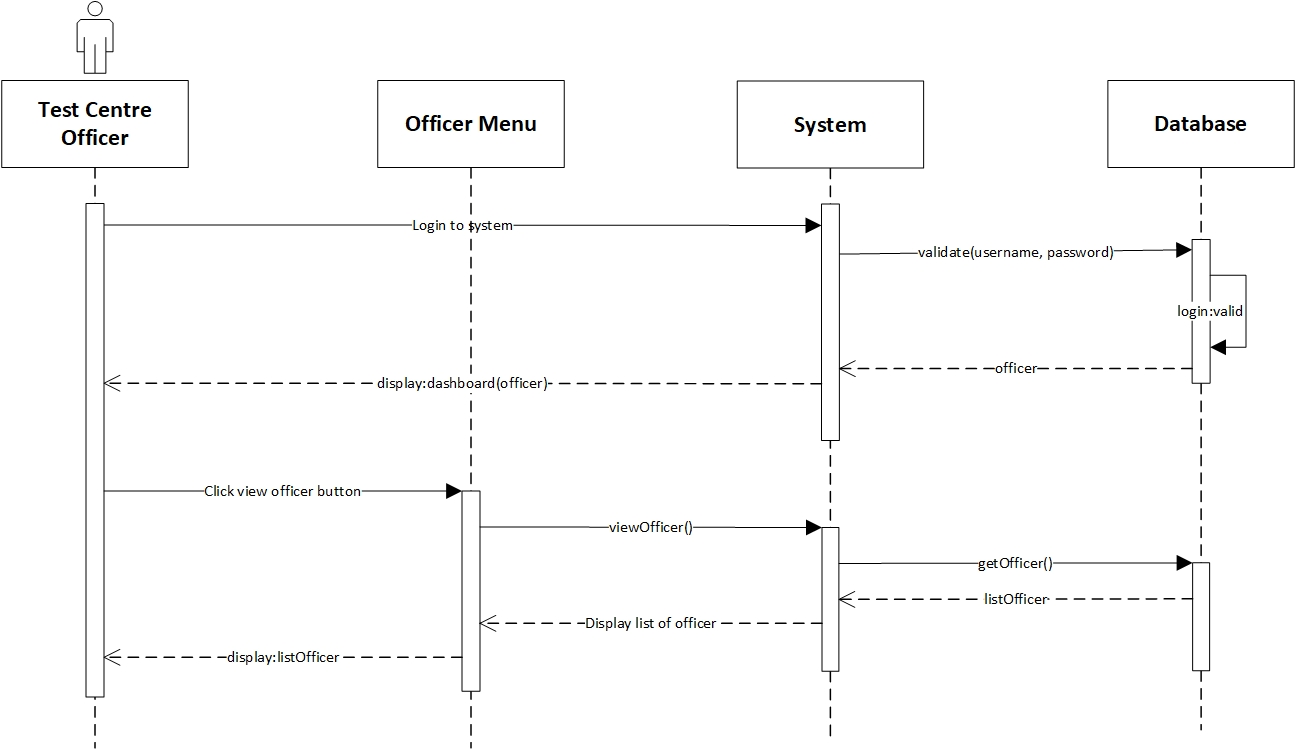 Test Centre
Officer
Officer Menu
System
Database
Login to system
validate(username, password)
login:valid
officer
display:dashboard(officer)
Click view officer button
viewOfficer()
getOfficer()
listOfficer
Display list of officer
display:listOfficer